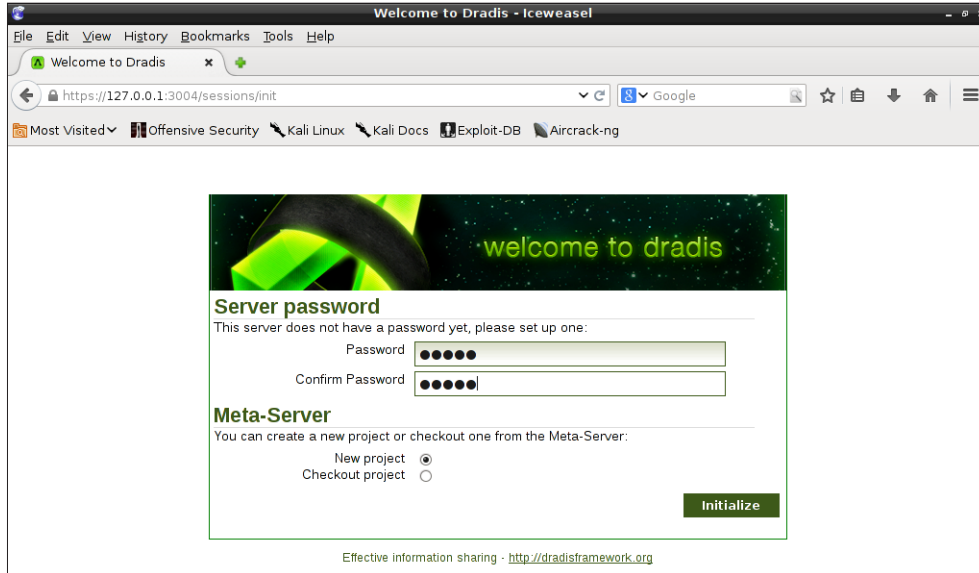 Welcome to Dradis - Iceweasel
File Edit View History Bookmarks Tools Help
Welcome to Dradis
https://127.0.0.1:3004/sessions/init
Google
Most Visited Offensive Security Kali Linux Kali Docs Exploit-DB Aircrack-ng
welcome to dradis
Server password
This server does not have a password yet, please set up one:
Password ●●●●●
Confirm Password ●●●●●
Meta-Server
You can create a new project or checkout one from the Meta-Server:
New project
Checkout project
Initialize
Effective information sharing - http://dradisframework.org